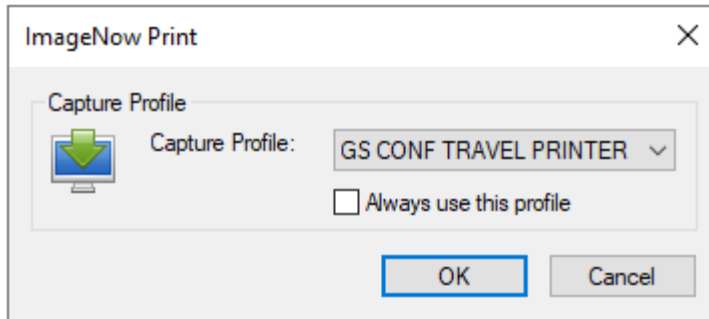 ImageNow Print
Capture Profile
Capture Profile: GS CONF TRAVEL PRINTER
Always use this profile
OK Cancel